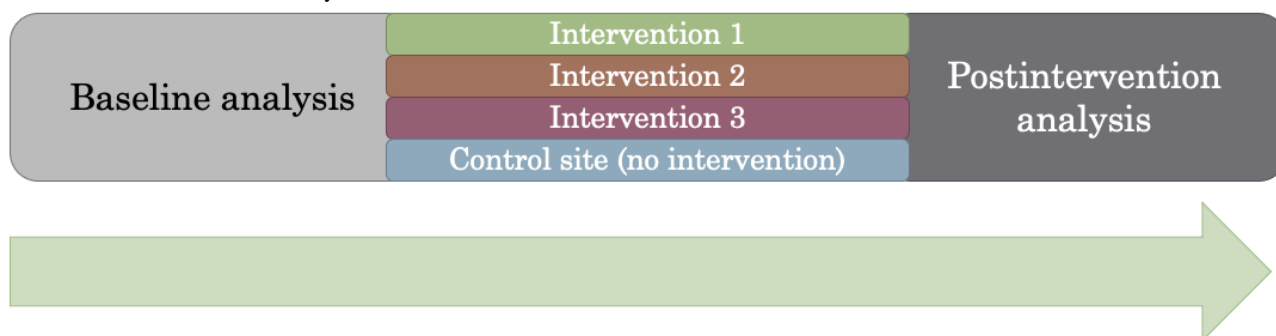 Baseline analysis
Intervention 1
Intervention 2
Intervention 3
Control site (no intervention)
Postintervention
analysis